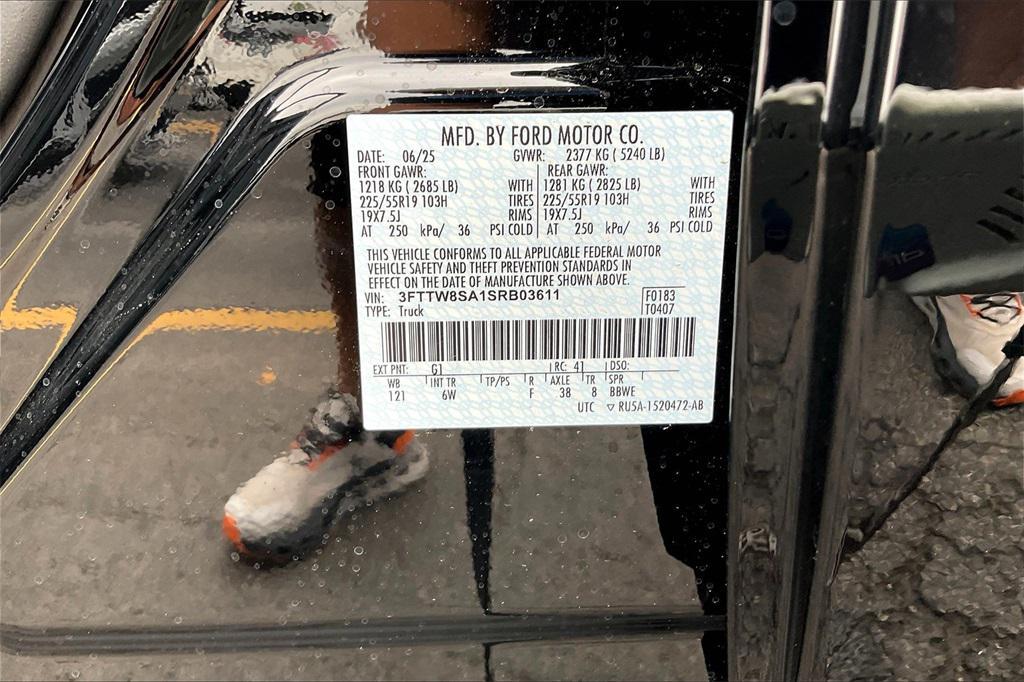 MFD. BY FORD MOTOR CO.
DATE: 06/25 GVWR: 2377 KG ( 5240 LB)
FRONT GAWR: REAR GAWR:
1218 KG ( 2685 LB) WITH 1281 KG ( 2825 LB) WITH
225/55R19 103H TIRES 225/55R19 103H TIRES
19X7.5J RIMS 19X7.5J RIMS
AT 250 kPa/ 36 PSI COLD AT 250 kPa/ 36 PSI COLD
THIS VEHICLE CONFORMS TO ALL APPLICABLE FEDERAL MOTOR
VEHICLE SAFETY AND THEFT PREVENTION STANDARDS IN
EFFECT ON THE DATE OF MANUFACTURE SHOWN ABOVE.
VIN: 3FTTW8SA1SRB03611 F0183
TYPE: Truck T0407
EXT PNT: G1 RC: 41 DSO:
WB INT TR TP/PS R AXLE TR SPR
121 6W F 38 8 BBWE
UTC ▽ RU5A-1520472-AB